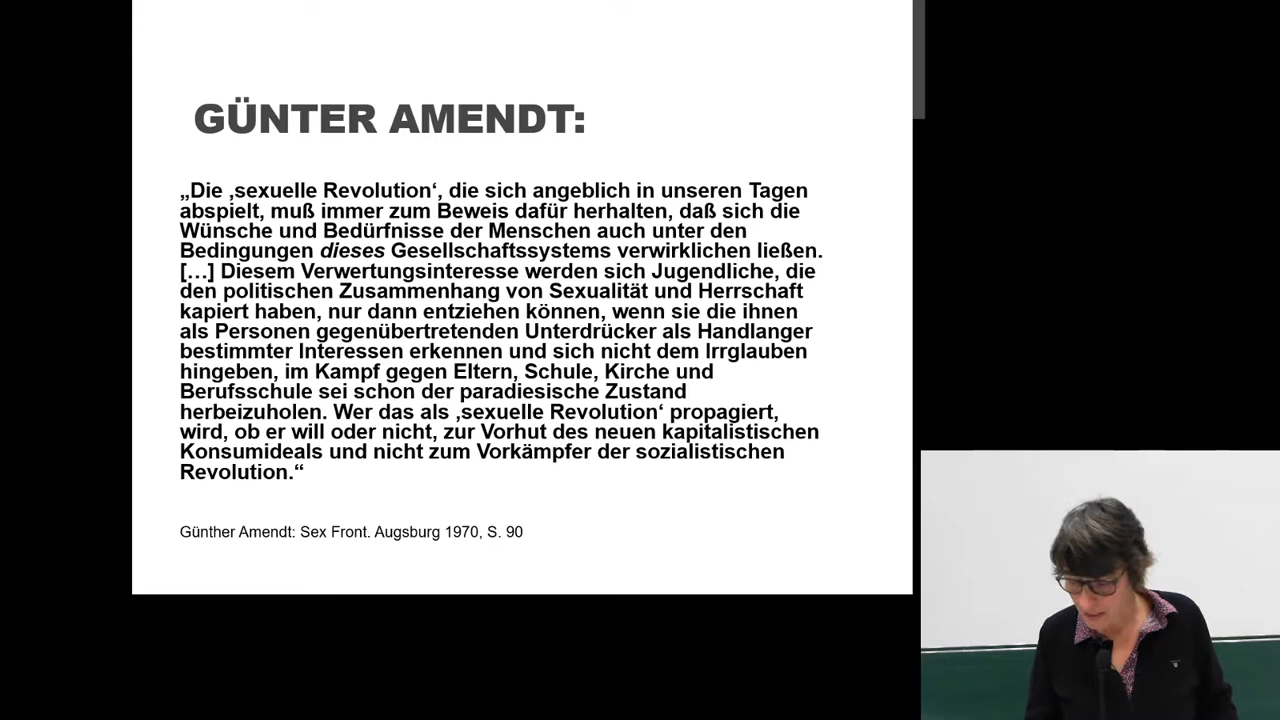 GÜNTER AMENDT:
„Die ‚sexuelle Revolution‘, die sich angeblich in unseren Tagen
abspielt, muß immer zum Beweis dafür herhalten, daß sich die
Wünsche und Bedürfnisse der Menschen auch unter den
Bedingungen dieses Gesellschaftssystems verwirklichen ließen.
[…] Diesem Verwertungsinteresse werden sich Jugendliche, die
den politischen Zusammenhang von Sexualität und Herrschaft
kapiert haben, nur dann entziehen können, wenn sie die ihnen
als Personen gegenübertretenden Unterdrücker als Handlanger
bestimmter Interessen erkennen und sich nicht dem Irrglauben
hingeben, im Kampf gegen Eltern, Schule, Kirche und
Berufsschule sei schon der paradiesische Zustand
herbeizuholen. Wer das als ‚sexuelle Revolution‘ propagiert,
wird, ob er will oder nicht, zur Vorhut des neuen kapitalistischen
Konsumideals und nicht zum Vorkämpfer der sozialistischen
Revolution.“
Günther Amendt: Sex Front. Augsburg 1970, S. 90